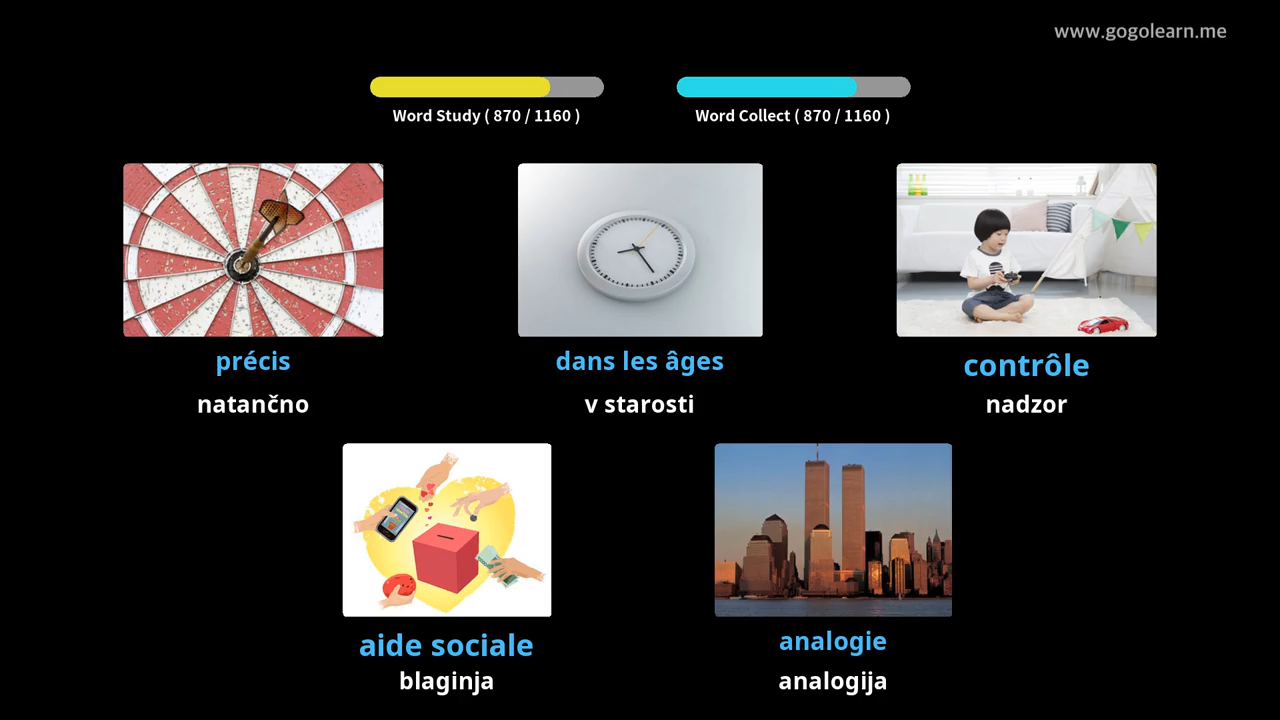 www.gogolearn.me
Word Study ( 870 / 1160 )
Word Collect ( 870 / 1160 )
précis
dans les âges
contrôle
natančno
v starosti
nadzor
aide sociale
analogie
blaginja
analogija